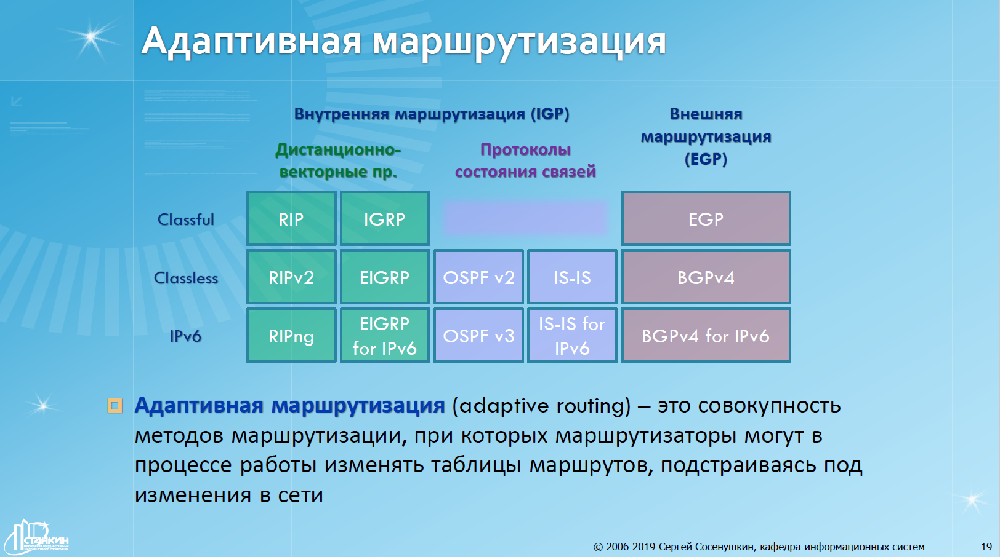 Адаптивная маршрутизация
Внутренняя маршрутизация (IGP)
Внешняя
маршрутизация
(EGP)
Дистанционно-
векторные пр.
Протоколы
состояния связей
Classful
RIP
IGRP
EGP
Classless
RIPv2
EIGRP
OSPF v2
IS-IS
BGPv4
IPv6
RIPng
EIGRP
for IPv6
OSPF v3
IS-IS for
IPv6
BGPv4 for IPv6
Адаптивная маршрутизация (adaptive routing) – это совокупность
методов маршрутизации, при которых маршрутизаторы могут в
процессе работы изменять таблицы маршрутов, подстраиваясь под
изменения в сети
СТАНКИН
© 2006-2019 Сергей Сосенушкин, кафедра информационных систем
19